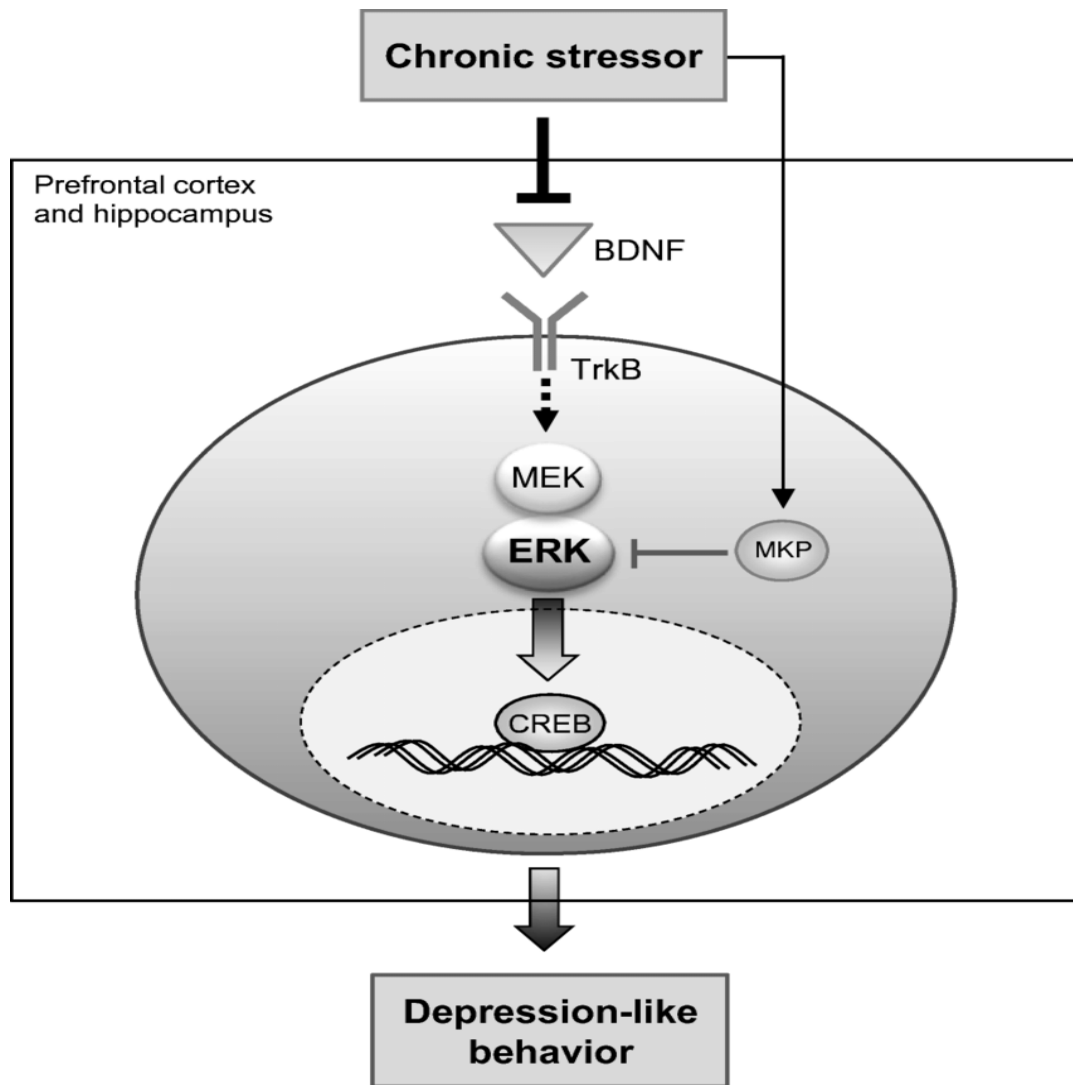 Chronic stressor
Prefrontal cortex
and hippocampus
BDNF
TrkB
MEK
ERK
MKP
CREB
Depression-like
behavior